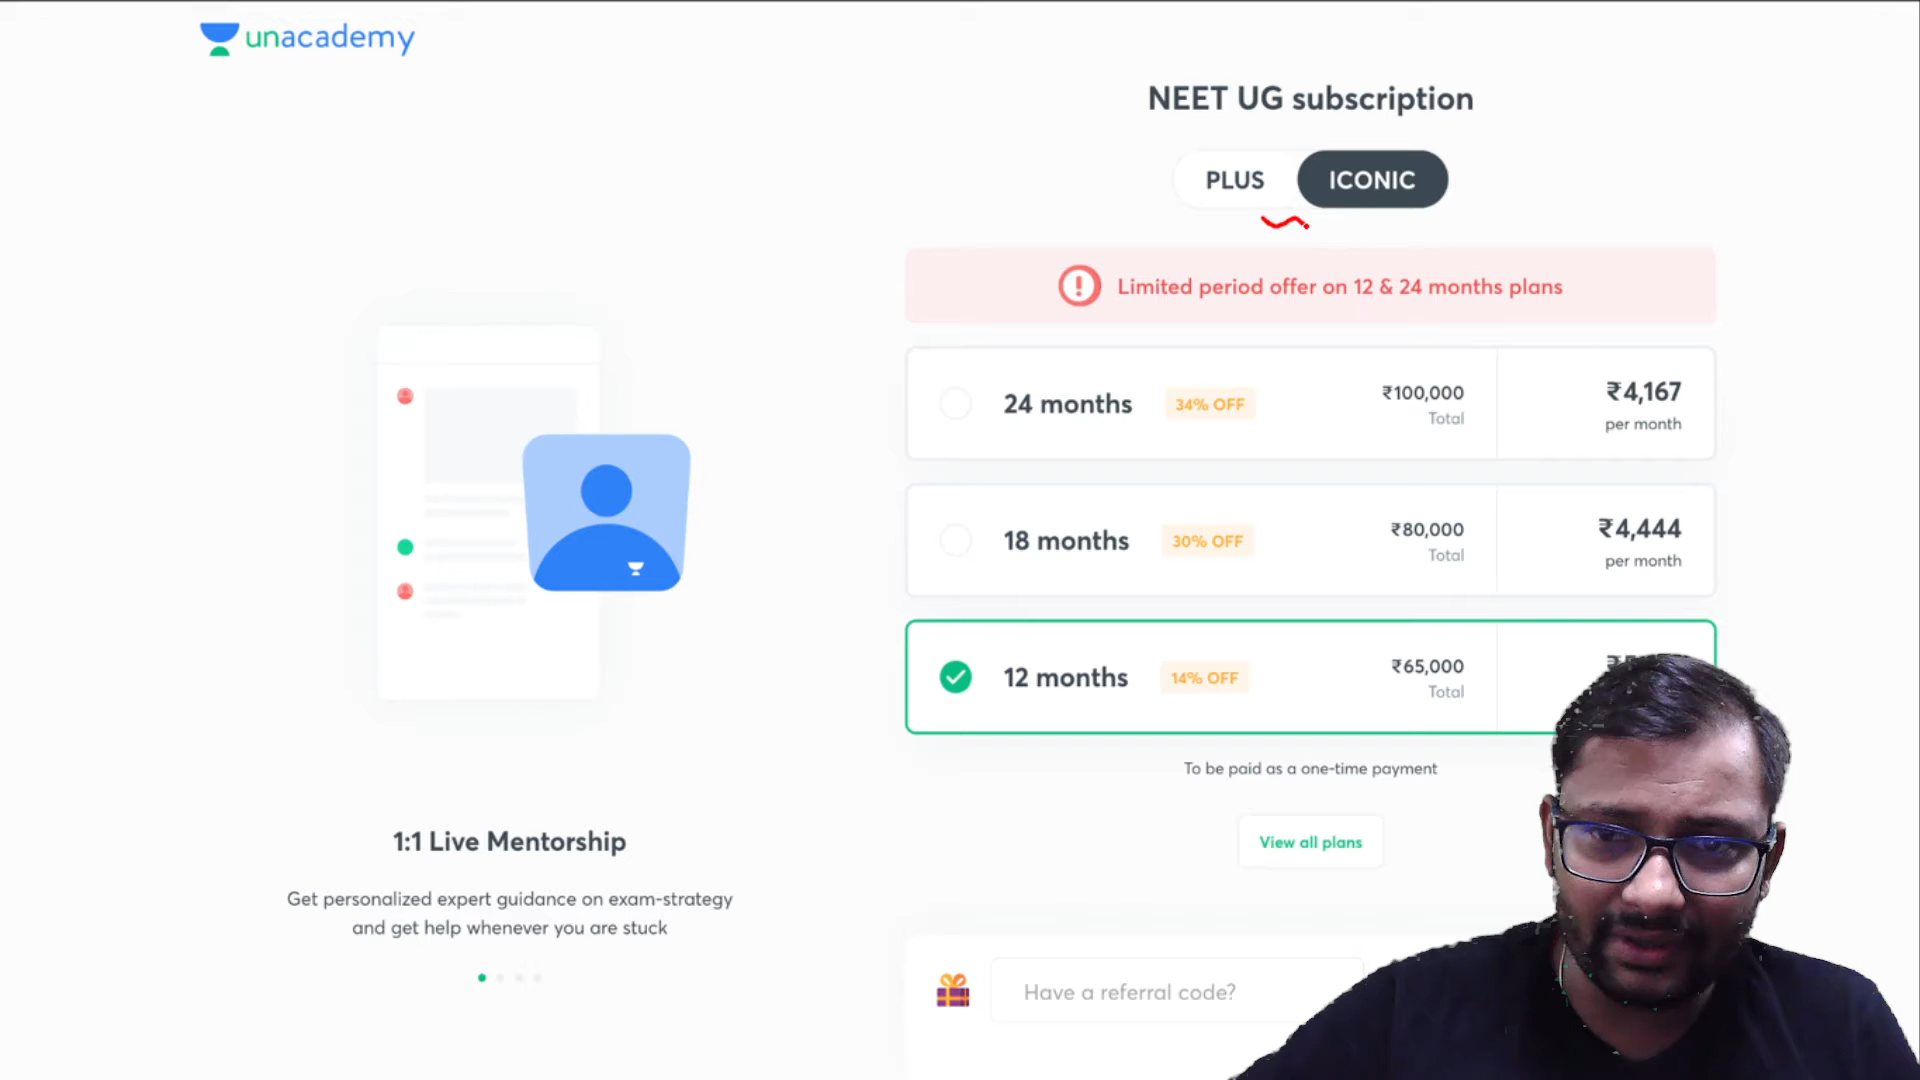 unacademy
NEET UG subscription
PLUS
ICONIC
Limited period offer on 12 & 24 months plans
24 months
34% OFF
₹100,000
Total
₹4,167
per month
18 months
30% OFF
₹80,000
Total
₹4,444
per month
12 months
14% OFF
₹65,000
Total
To be paid as a one-time payment
View all plans
1:1 Live Mentorship
Get personalized expert guidance on exam-strategy
and get help whenever you are stuck
Have a referral code?